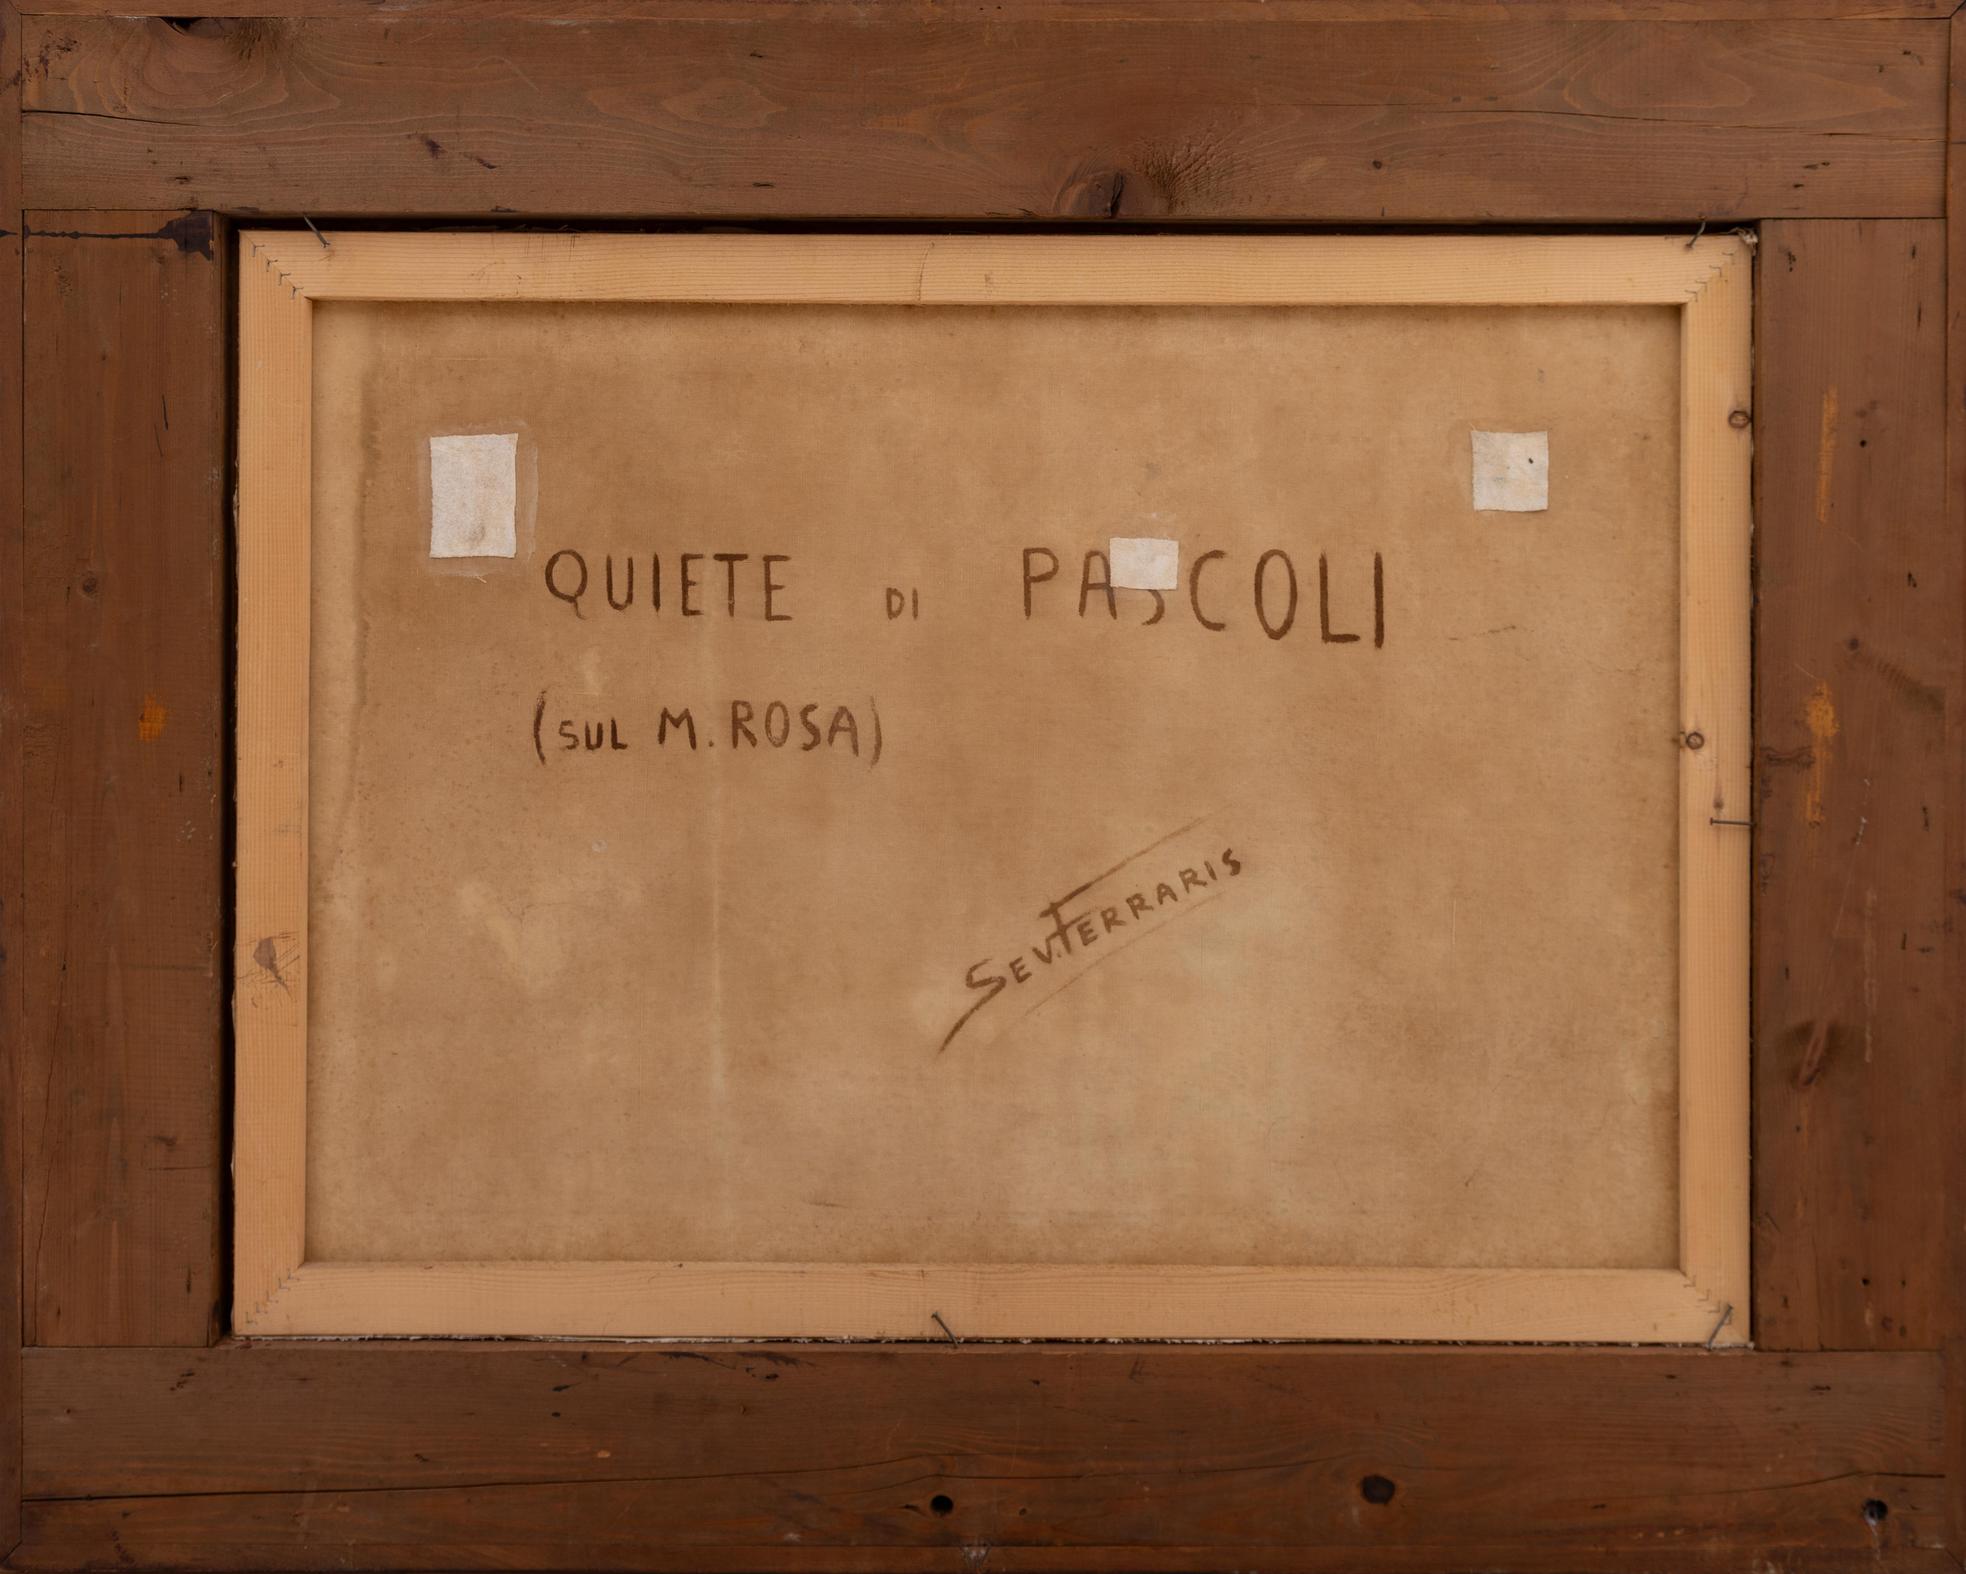 QUIETE DI PASCOLI
(SUL M. ROSA)
SEV. FERRARIS